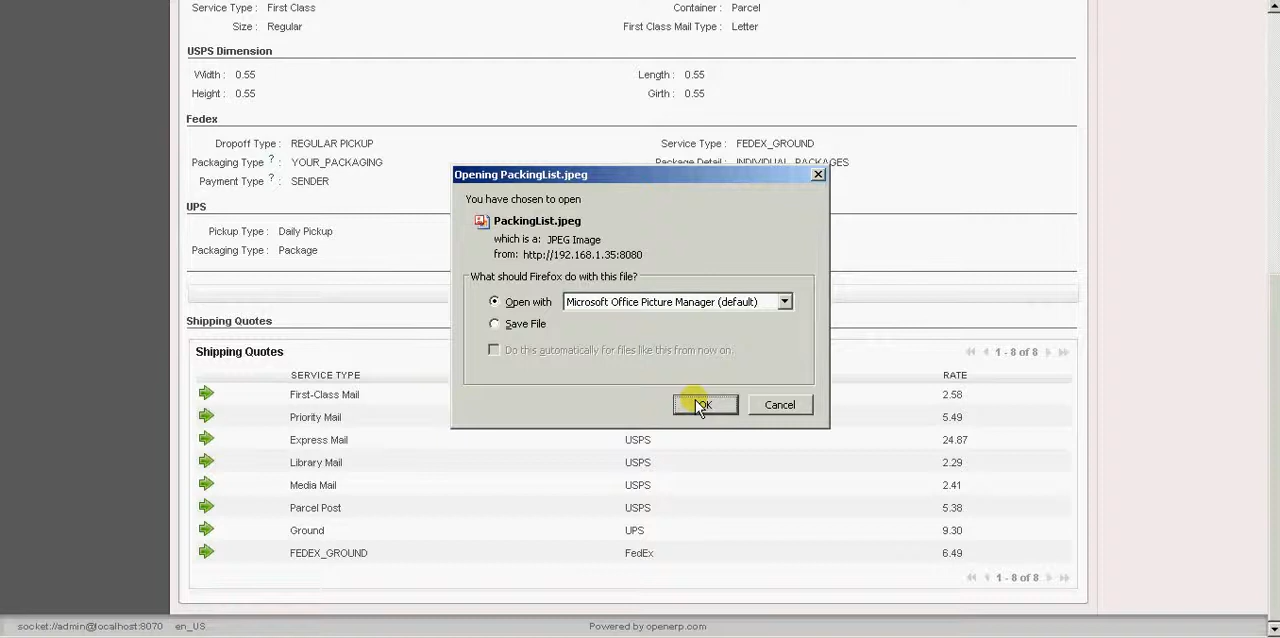 Service Type : First Class Container : Parcel
Size : Regular First Class Mail Type : Letter
USPS Dimension
Width : 0.55 Length : 0.55
Height : 0.55 Girth : 0.55
Fedex
Dropoff Type : REGULAR PICKUP Service Type : FEDEX_GROUND
Packaging Type ? : YOUR_PACKAGING Package Detail : INDIVIDUAL_PACKAGES
Payment Type ? : SENDER
UPS
Pickup Type : Daily Pickup
Packaging Type : Package
Opening PackingList.jpeg
You have chosen to open
PackingList.jpeg
which is a: JPEG Image
from: http://192.168.1.35:8080
What should Firefox do with this file?
Open with Microsoft Office Picture Manager (default)
Save File
Do this automatically for files like this from now on.
OK Cancel
Shipping Quotes
Shipping Quotes 1 - 8 of 8
SERVICE TYPE RATE
First-Class Mail 2.58
Priority Mail 5.49
Express Mail USPS 24.87
Library Mail USPS 2.29
Media Mail USPS 2.41
Parcel Post USPS 5.38
Ground UPS 9.30
FEDEX_GROUND FedEx 6.49
1 - 8 of 8
socket://admin@localhost:8070 en_US Powered by openerp.com